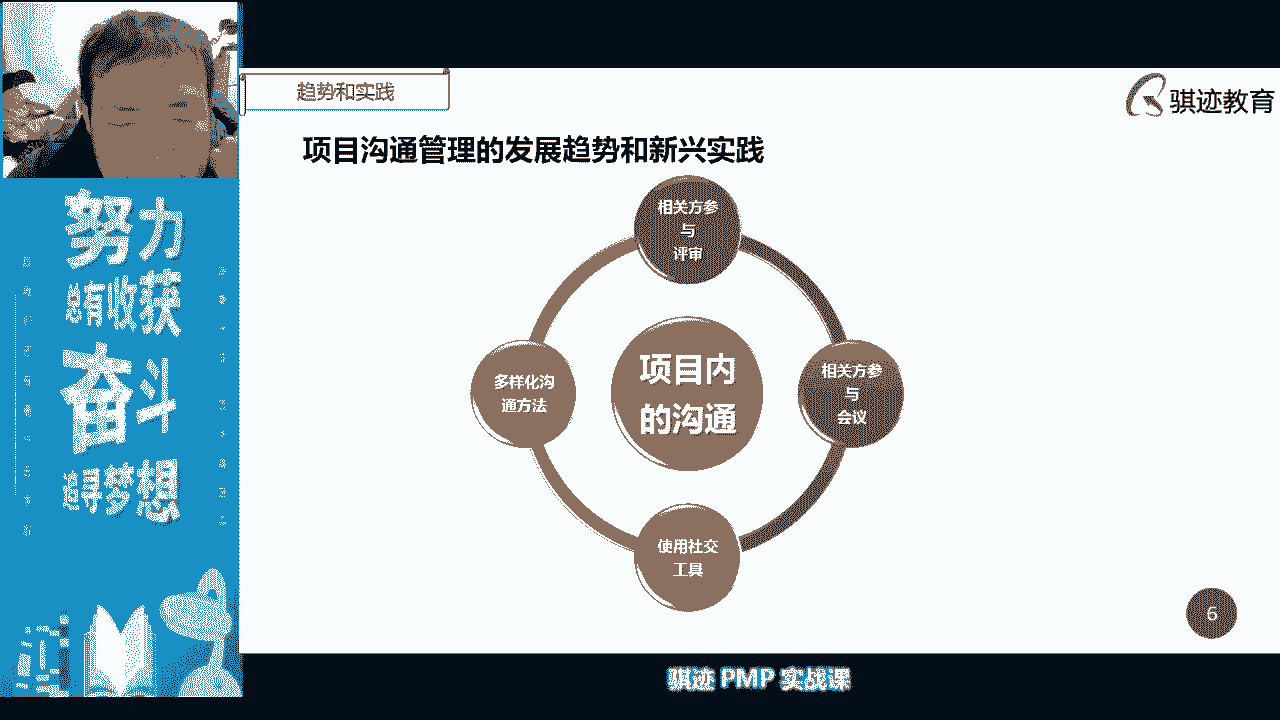 趋势和实践
骐迹教育
项目沟通管理的发展趋势和新兴实践
相关方参
与
评审
多样化沟
通方法
项目内
的沟通
相关方参
与
会议
使用社交
工具
努力
总有收获
奋斗
追寻梦想
6
骐迹 PMP 实战课